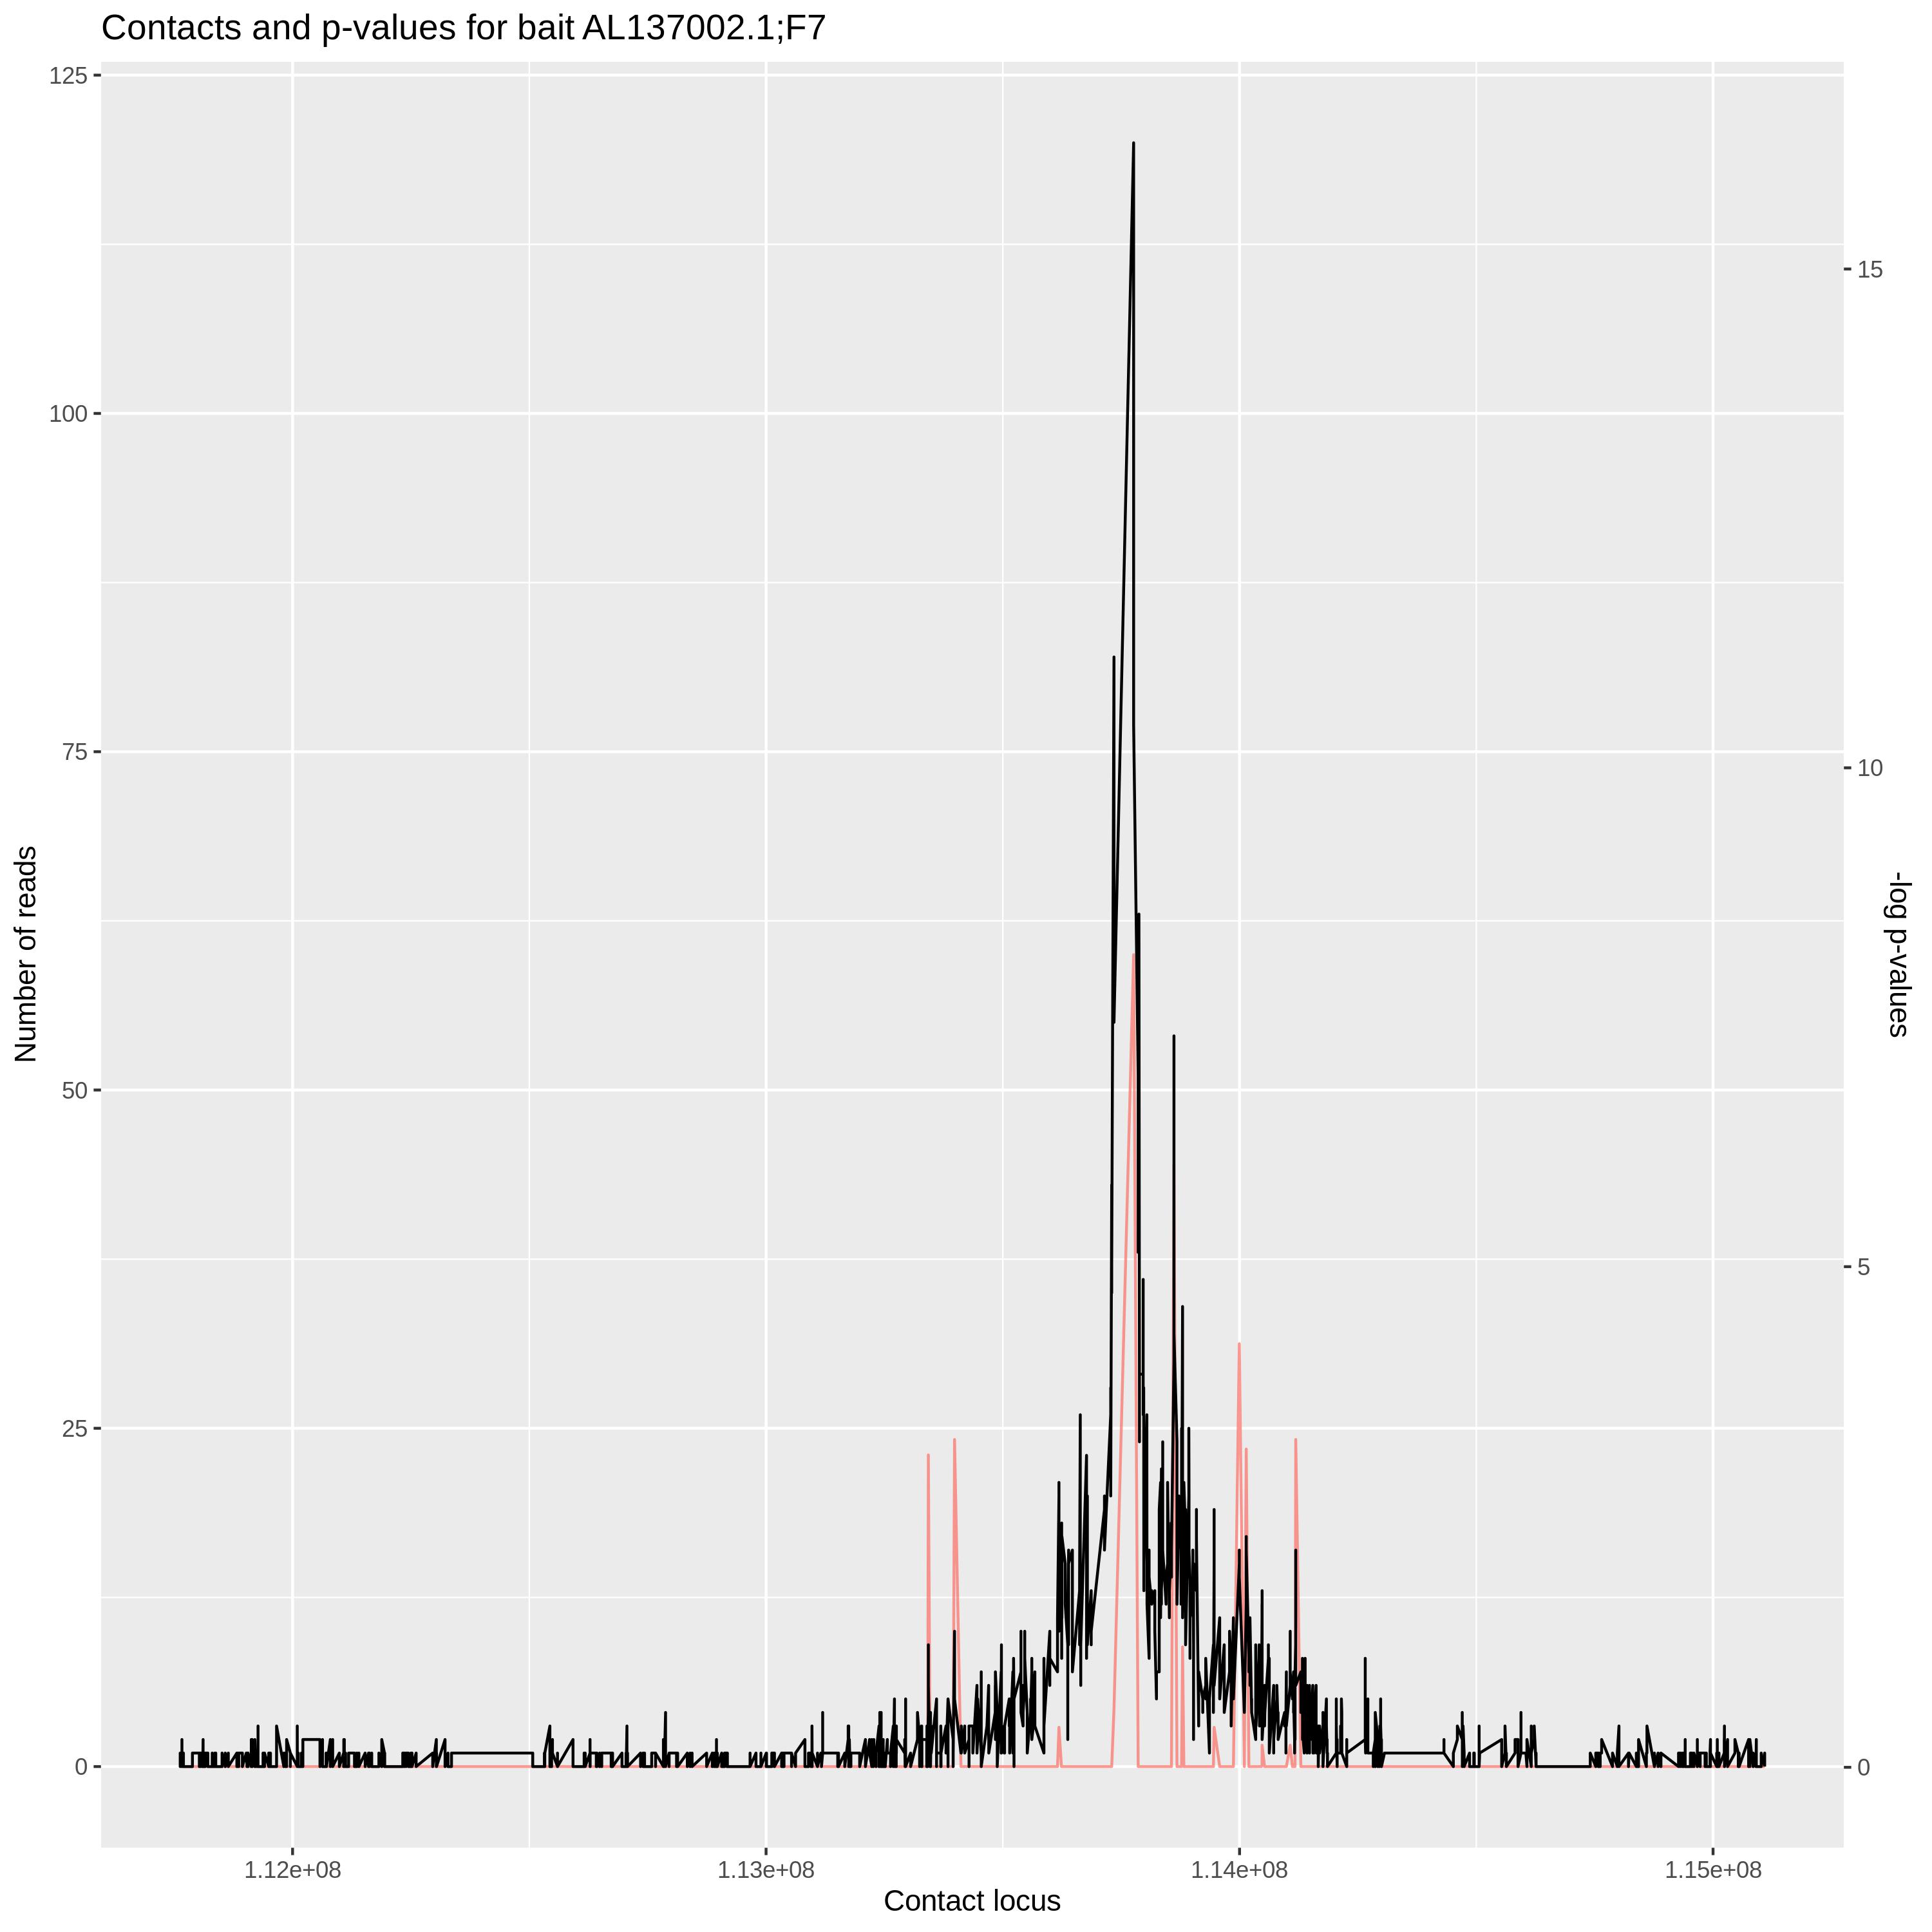 Contacts and p-values for bait AL137002.1;F7
125
100
75
50
25
0
Number of reads
15
10
5
0
-log p-values
1.12e+08 1.13e+08 1.14e+08 1.15e+08
Contact locus